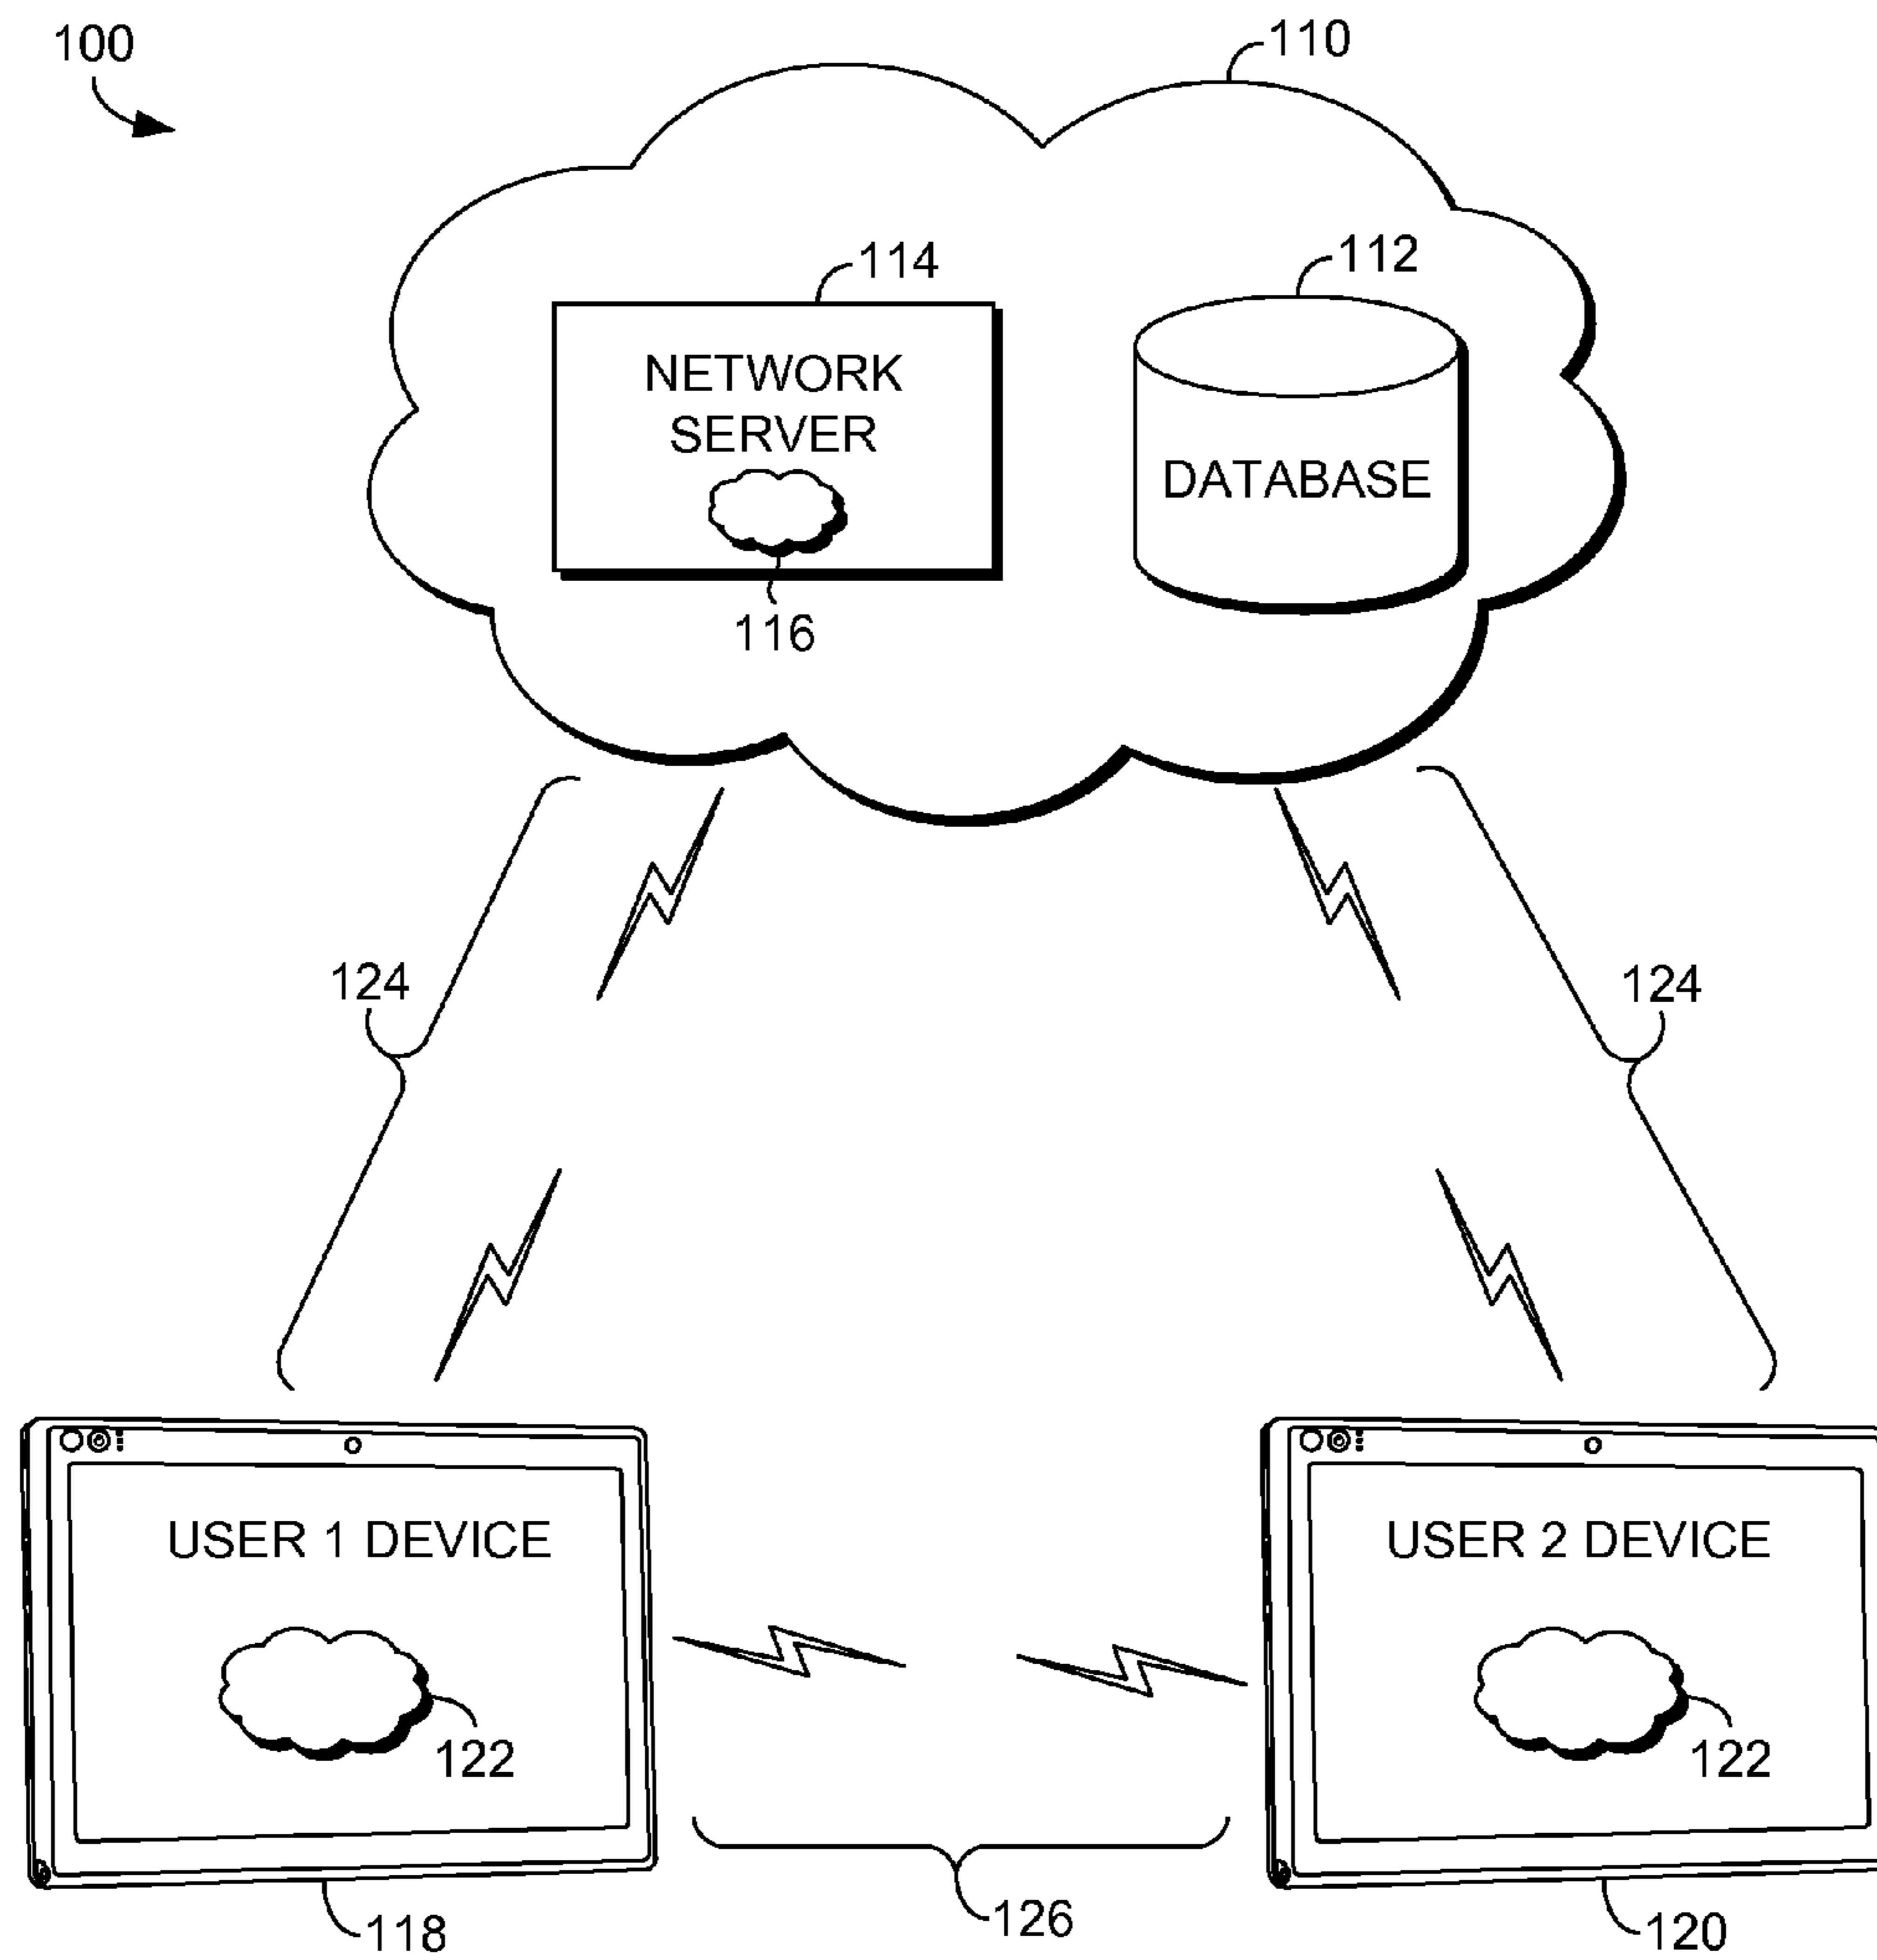 100
110
114
112
NETWORK
SERVER
DATABASE
116
124
124
USER 1 DEVICE
USER 2 DEVICE
122
122
126
118
120